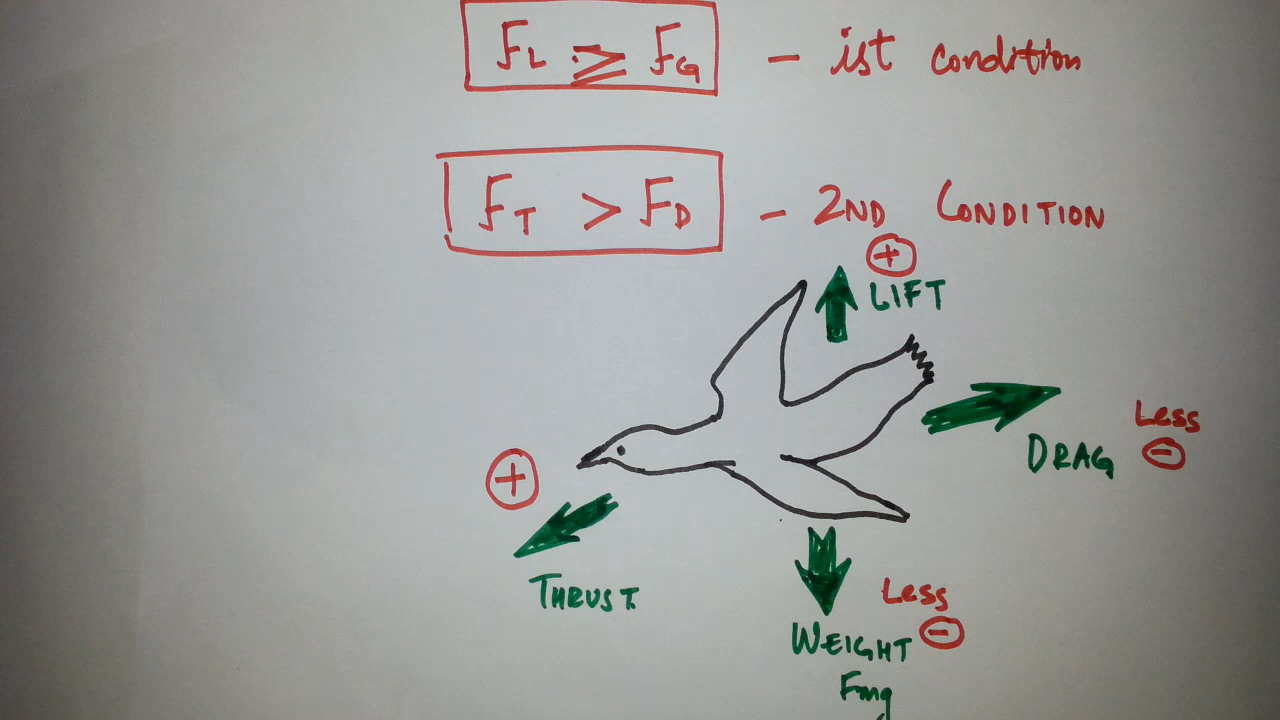 FL ≥ FG - ist condition
FT > FD - 2ND CONDITION
+
LIFT
Less
DRAG -
+
THRUST.
Less
WEIGHT -
Fmg